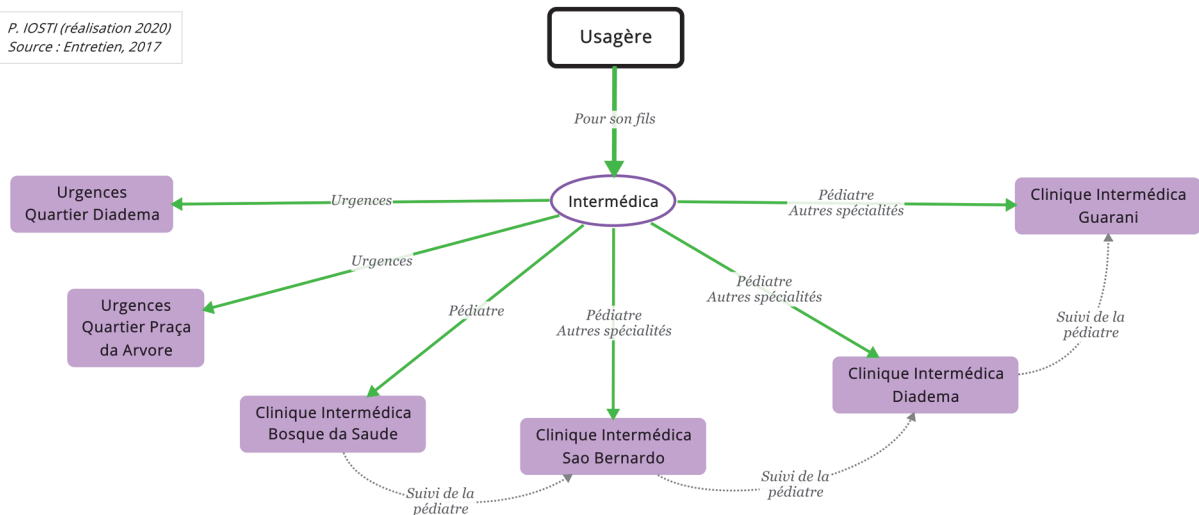 P. IOSTI (réalisation 2020)
Source : Entretien, 2017
Usagère
Pour son fils
Intermédica
Urgences
Quartier Diadema
Urgences
Pédiatre
Autres spécialités
Clinique Intermédica
Guarani
Urgences
Quartier Praça
da Arvore
Urgences
Pédiatre
Pédiatre
Autres spécialités
Pédiatre
Autres spécialités
Suivi de la
pédiatre
Clinique Intermédica
Bosque da Saude
Clinique Intermédica
Sao Bernardo
Clinique Intermédica
Diadema
Suivi de la
pédiatre
Suivi de la
pédiatre